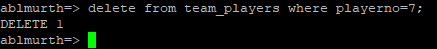 ablmurth=> delete from team_players where playerno=7;
DELETE 1
ablmurth=>